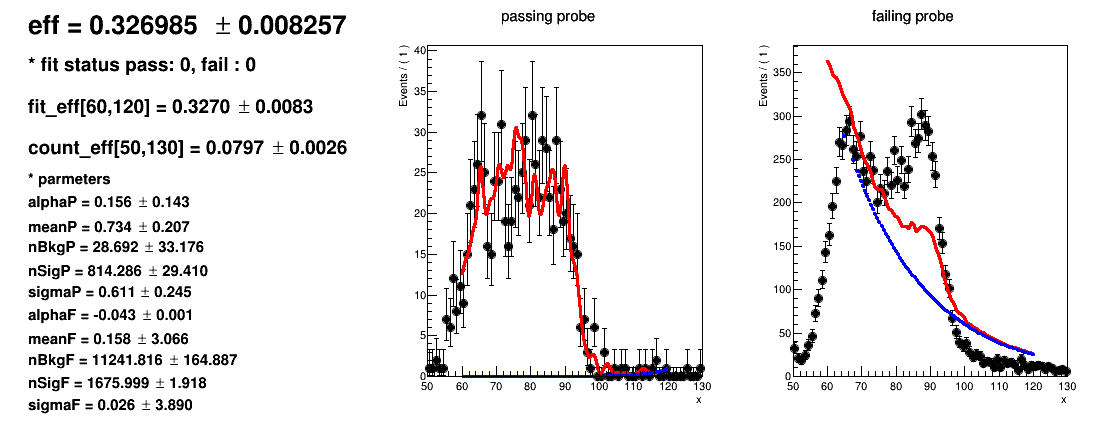 eff = 0.326985 ± 0.008257
* fit status pass: 0, fail : 0
fit_eff[60,120] = 0.3270 ± 0.0083
count_eff[50,130] = 0.0797 ± 0.0026
* parmeters
alphaP = 0.156 ± 0.143
meanP = 0.734 ± 0.207
nBkgP = 28.692 ± 33.176
nSigP = 814.286 ± 29.410
sigmaP = 0.611 ± 0.245
alphaF = -0.043 ± 0.001
meanF = 0.158 ± 3.066
nBkgF = 11241.816 ± 164.887
nSigF = 1675.999 ± 1.918
sigmaF = 0.026 ± 3.890
passing probe
Events / ( 1 )
40
35
30
25
20
15
10
5
0
50 60 70 80 90 100 110 120 130
x
failing probe
Events / ( 1 )
350
300
250
200
150
100
50
0
50 60 70 80 90 100 110 120 130
x